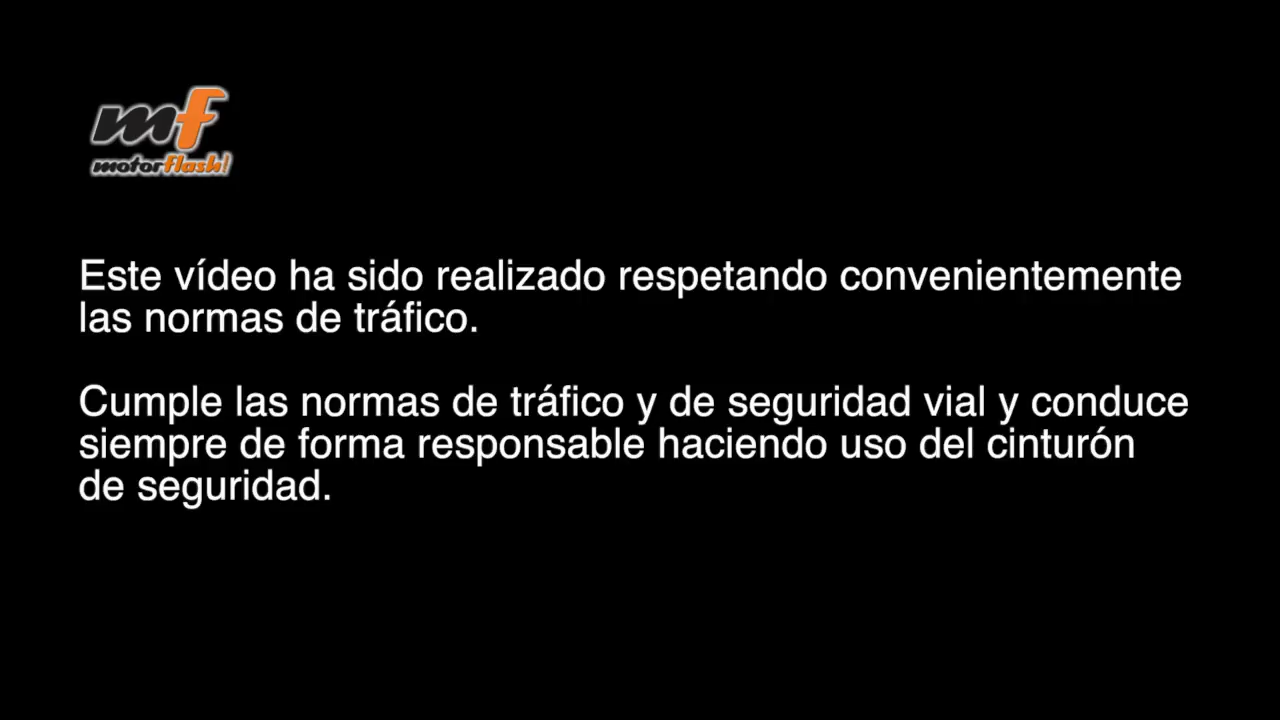 mf
motorflash!
Este vídeo ha sido realizado respetando convenientemente
las normas de tráfico.
Cumple las normas de tráfico y de seguridad vial y conduce
siempre de forma responsable haciendo uso del cinturón
de seguridad.